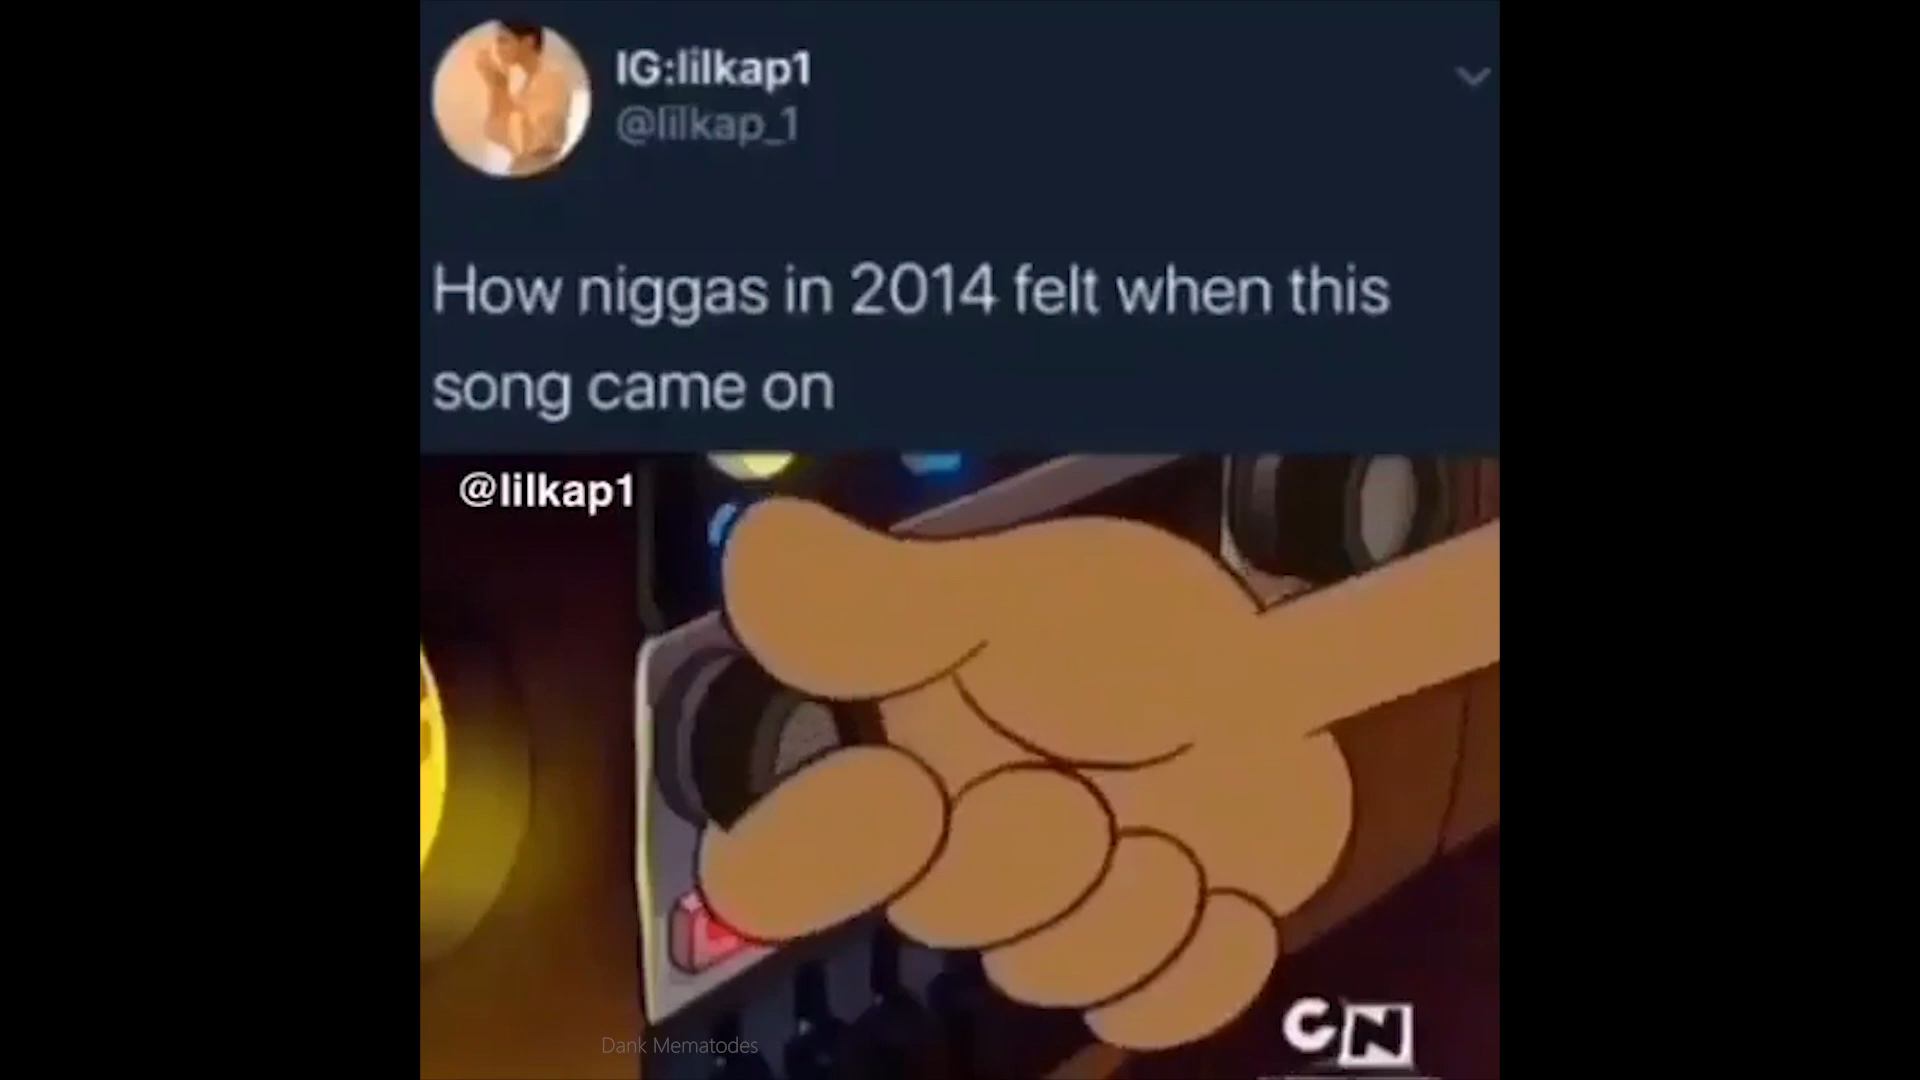 IG:lilkap1
@lilkap_1
How niggas in 2014 felt when this
song came on
@lilkap1
Dank Mematodes
CN